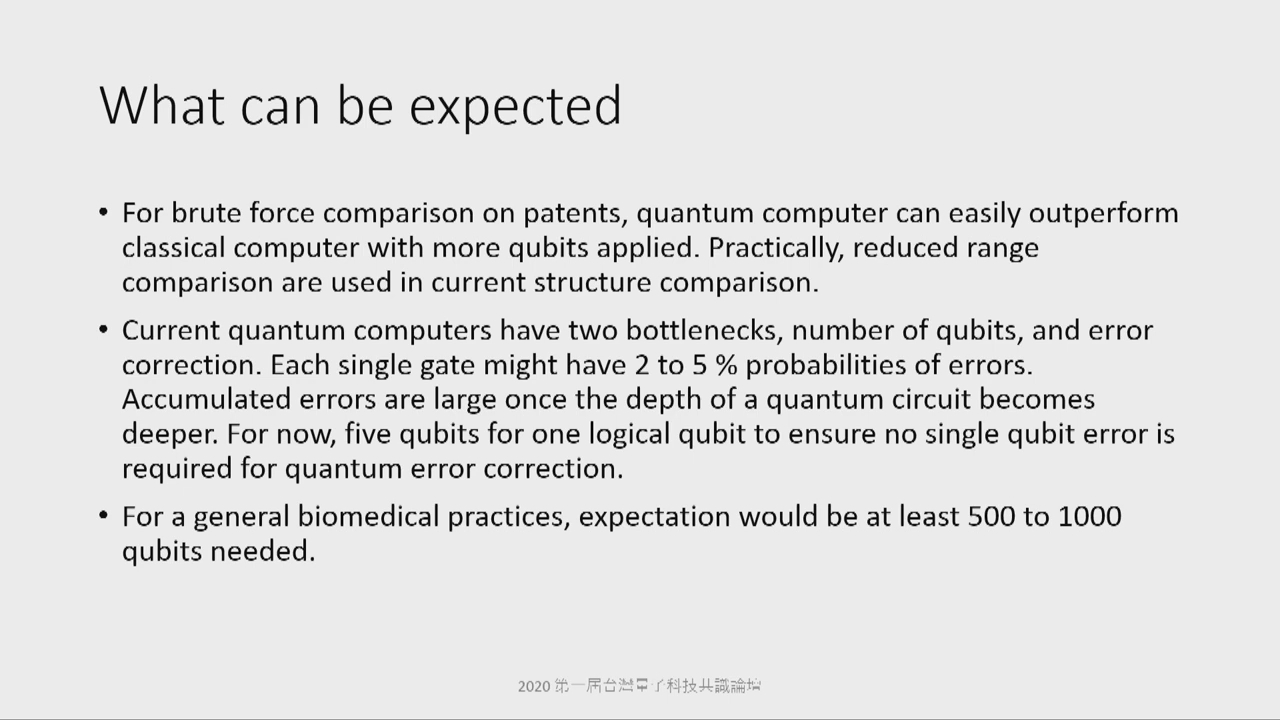 What can be expected
• For brute force comparison on patents, quantum computer can easily outperform
classical computer with more qubits applied. Practically, reduced range
comparison are used in current structure comparison.
• Current quantum computers have two bottlenecks, number of qubits, and error
correction. Each single gate might have 2 to 5 % probabilities of errors.
Accumulated errors are large once the depth of a quantum circuit becomes
deeper. For now, five qubits for one logical qubit to ensure no single qubit error is
required for quantum error correction.
• For a general biomedical practices, expectation would be at least 500 to 1000
qubits needed.
2020 第一屆台灣量子科技共識論壇